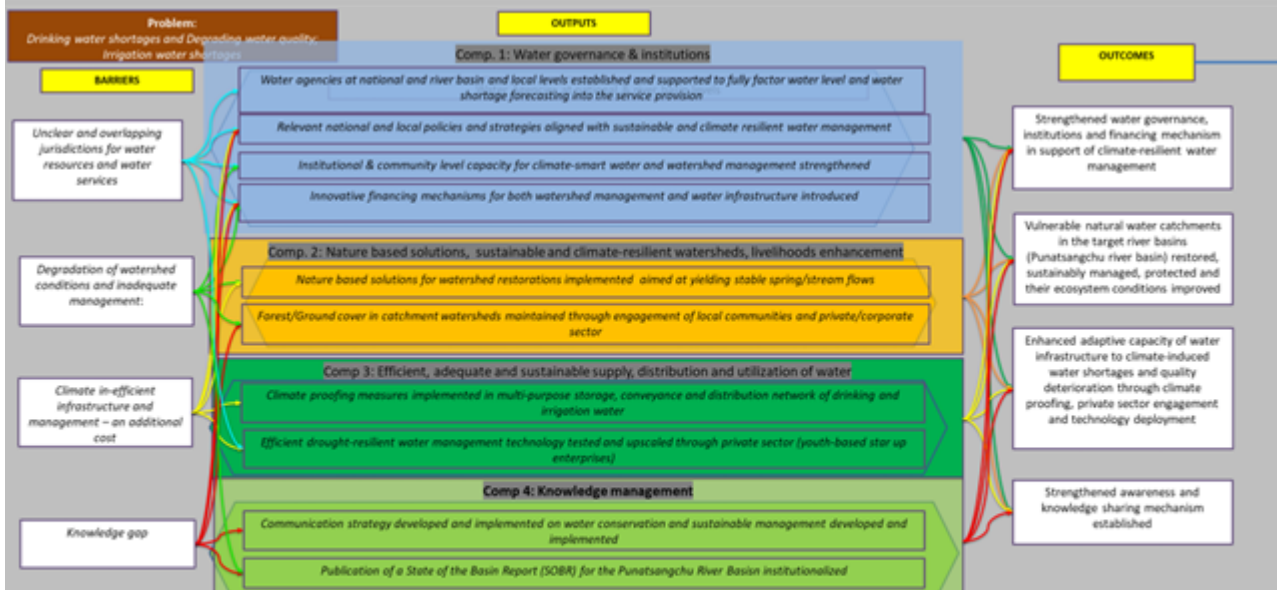 Problem:
Drinking water shortages and Degrading water quality;
Irrigation water shortages
BARRIERS
Unclear and overlapping
jurisdictions for water
resources and water
services
Degradation of watershed
conditions and inadequate
management:
Climate in-efficient
infrastructure and
management – an additional
cost
Knowledge gap
OUTPUTS
Comp. 1: Water governance & institutions
Water agencies at national and river basin and local levels established and supported to fully factor water level and water
shortage forecasting into the service provision
Relevant national and local policies and strategies aligned with sustainable and climate resilient water management
Institutional & community level capacity for climate-smart water and watershed management strengthened
Innovative financing mechanisms for both watershed management and water infrastructure introduced
Comp. 2: Nature based solutions, sustainable and climate-resilient watersheds, livelihoods enhancement
Nature based solutions for watershed restorations implemented aimed at yielding stable spring/stream flows
Forest/Ground cover in catchment watersheds maintained through engagement of local communities and private/corporate
sector
Comp 3: Efficient, adequate and sustainable supply, distribution and utilization of water
Climate proofing measures implemented in multi-purpose storage, conveyance and distribution network of drinking and
irrigation water
Efficient drought-resilient water management technology tested and upscaled through private sector (youth-based star up
enterprises)
Comp 4: Knowledge management
Communication strategy developed and implemented on water conservation and sustainable management developed and
implemented
Publication of a State of the Basin Report (SOBR) for the Punatsangchu River Basisn institutionalized
OUTCOMES
Strengthened water governance,
institutions and financing mechanism
in support of climate-resilient water
management
Vulnerable natural water catchments
in the target river basins
(Punatsangchu river basin) restored,
sustainably managed, protected and
their ecosystem conditions improved
Enhanced adaptive capacity of water
infrastructure to climate-induced
water shortages and quality
deterioration through climate
proofing, private sector engagement
and technology deployment
Strengthened awareness and
knowledge sharing mechanism
established